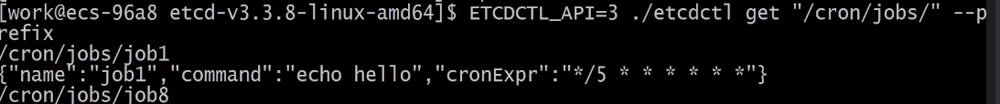 [work@ecs-96a8 etcd-v3.3.8-linux-amd64]$ ETCDCTL_API=3 ./etcdctl get "/cron/jobs/" --p
refix
/cron/jobs/job1
{"name":"job1","command":"echo hello","cronExpr":"*/5 * * * * * *"}
/cron/jobs/job8